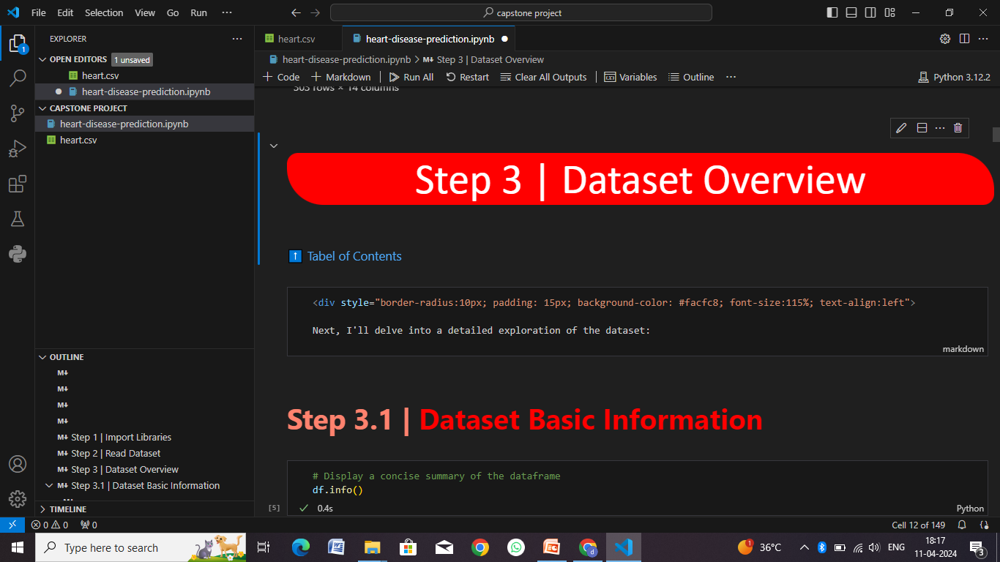 File Edit Selection View Go Run ···
capstone project
EXPLORER
OPEN EDITORS 1 unsaved
heart.csv
heart-disease-prediction.ipynb
CAPSTONE PROJECT
heart-disease-prediction.ipynb
heart.csv
OUTLINE
M↓
M↓
M↓
M↓
M↓ Step 1 | Import Libraries
M↓ Step 2 | Read Dataset
M↓ Step 3 | Dataset Overview
M↓ Step 3.1 | Dataset Basic Information
TIMELINE
heart.csv
heart-disease-prediction.ipynb
heart-disease-prediction.ipynb > M↓ Step 3 | Dataset Overview
+ Code + Markdown | Run All Restart Clear All Outputs | Variables Outline ···
Python 3.12.2
303 rows × 14 columns
Step 3 | Dataset Overview
Tabel of Contents
<div style="border-radius:10px; padding: 15px; background-color: #facfc8; font-size:115%; text-align:left">
Next, I'll delve into a detailed exploration of the dataset:
markdown
Step 3.1 | Dataset Basic Information
# Display a concise summary of the dataframe
df.info()
[5] ✓ 0.4s
Python
0 0 0
Cell 12 of 149
Type here to search
36°C
ENG
18:17
11-04-2024
3
1